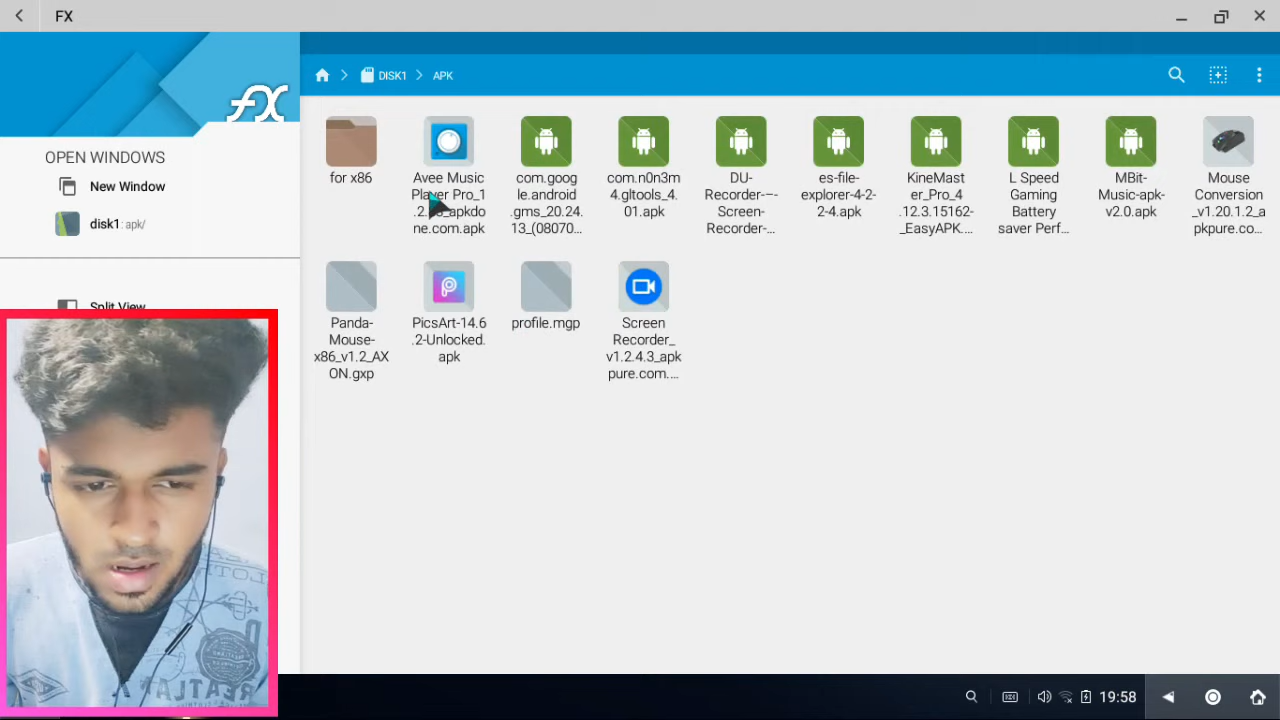 FX
FX
OPEN WINDOWS
New Window
disk1: apk/
Split View
DISK1
APK
for x86
Avee Music
Player Pro_1
apkdo
ne.com.apk
com.goog
le.android
.gms_20.24.
13_(08070...
com.n0n3m
4.gltools_4.
01.apk
DU-
Recorder-–-
Screen-
Recorder-...
es-file-
explorer-4-2-
2-4.apk
KineMast
er_Pro_4
.12.3.15162-
_EasyAPK....
L Speed
Gaming
Battery
saver Perf...
MBit-
Music-apk-
v2.0.apk
Mouse
Conversion
_v1.20.1.2_a
pkpure.co...
Panda-
Mouse-
x86_v1.2_AX
ON.gxp
PicsArt-14.6
.2-Unlocked.
apk
profile.mgp
Screen
Recorder_
v1.2.4.3_apk
pure.com....
19:58